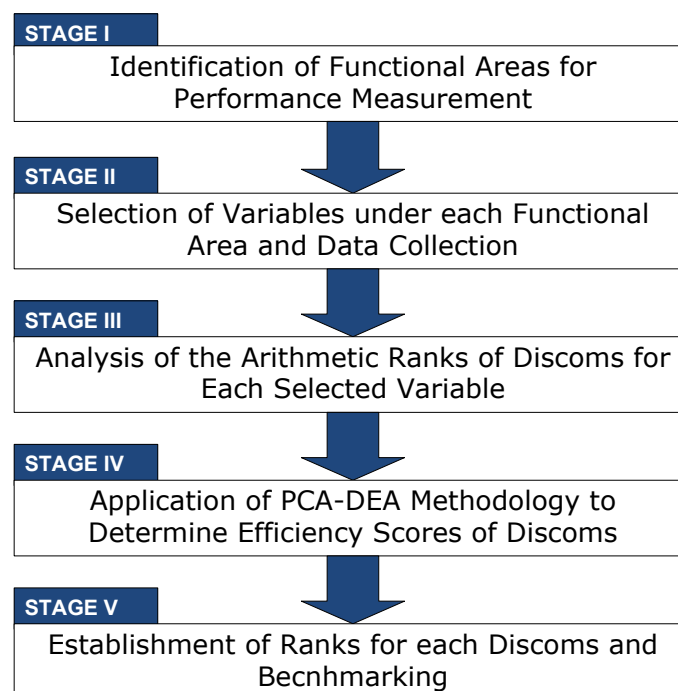 STAGE I
Identification of Functional Areas for
Performance Measurement
STAGE II
Selection of Variables under each Functional
Area and Data Collection
STAGE III
Analysis of the Arithmetic Ranks of Discoms for
Each Selected Variable
STAGE IV
Application of PCA-DEA Methodology to
Determine Efficiency Scores of Discoms
STAGE V
Establishment of Ranks for each Discoms and
Becnhmarking